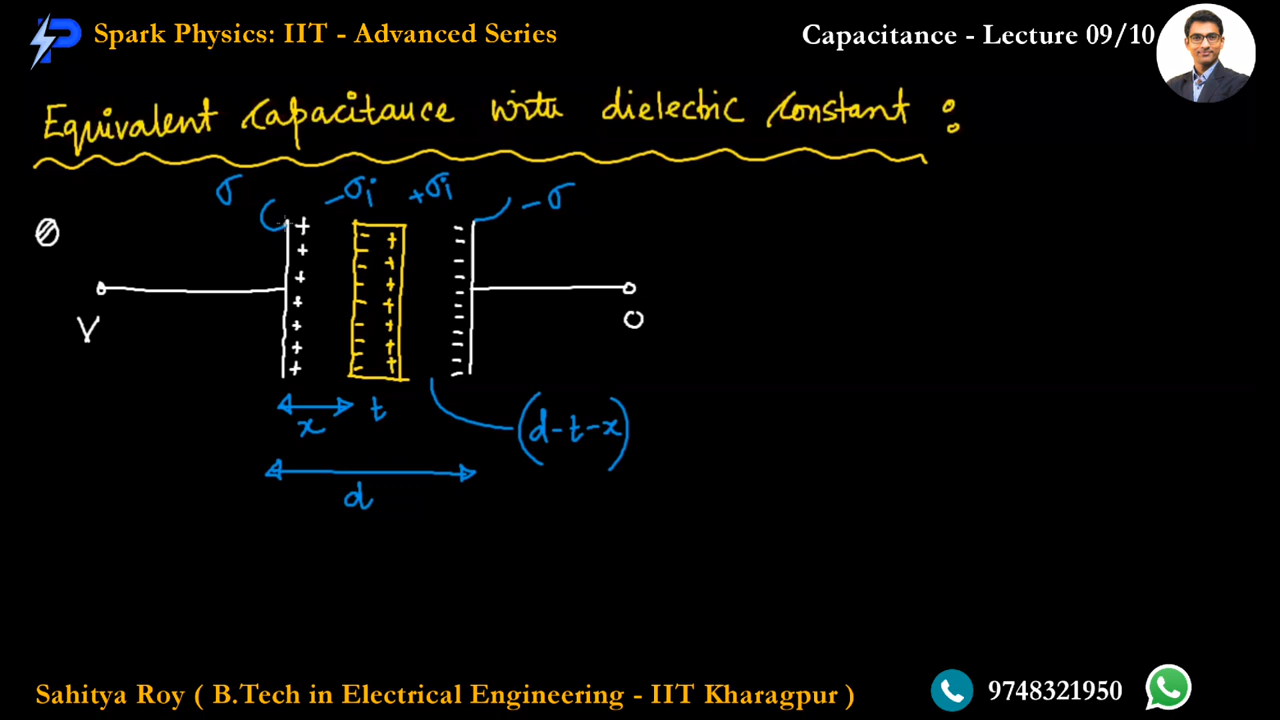 Spark Physics: IIT - Advanced Series
Capacitance - Lecture 09/10
Equivalent capacitance with dielectric constant :
σ -σi +σi -σ
V
O
x t (d-t-x)
d
Sahitya Roy ( B.Tech in Electrical Engineering - IIT Kharagpur )
9748321950